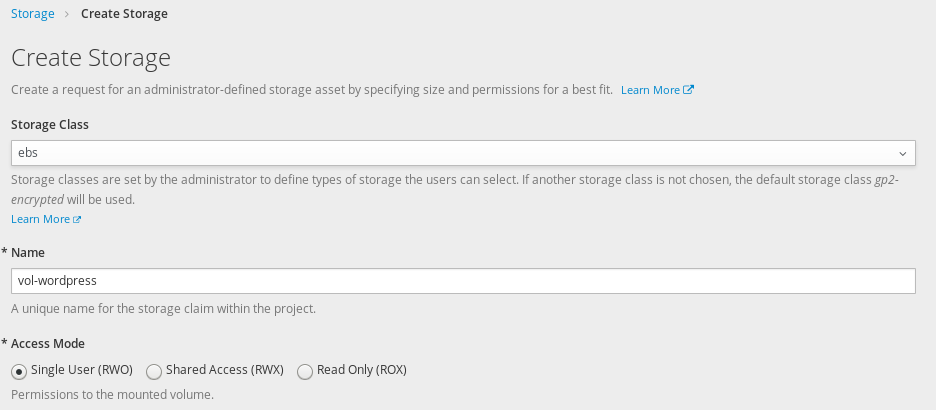 Storage > Create Storage
Create Storage
Create a request for an administrator-defined storage asset by specifying size and permissions for a best fit. Learn More
Storage Class
ebs
Storage classes are set by the administrator to define types of storage the users can select. If another storage class is not chosen, the default storage class gp2-
encrypted will be used.
Learn More
* Name
vol-wordpress
A unique name for the storage claim within the project.
* Access Mode
Single User (RWO) Shared Access (RWX) Read Only (ROX)
Permissions to the mounted volume.